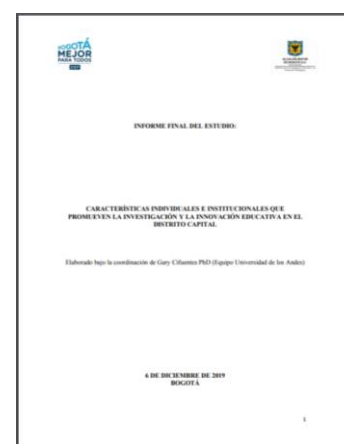 BOGOTÁ
MEJOR
PARA TODOS
INFORME FINAL DEL ESTUDIO:
CARACTERÍSTICAS INDIVIDUALES E INSTITUCIONALES QUE
PROMUEVEN LA INVESTIGACIÓN Y LA INNOVACIÓN EDUCATIVA EN EL
DISTRITO CAPITAL
Elaborado bajo la coordinación de Gary Cifuentes PhD (Equipo Universidad de los Andes)
6 DE DICIEMBRE DE 2019
BOGOTÁ
1